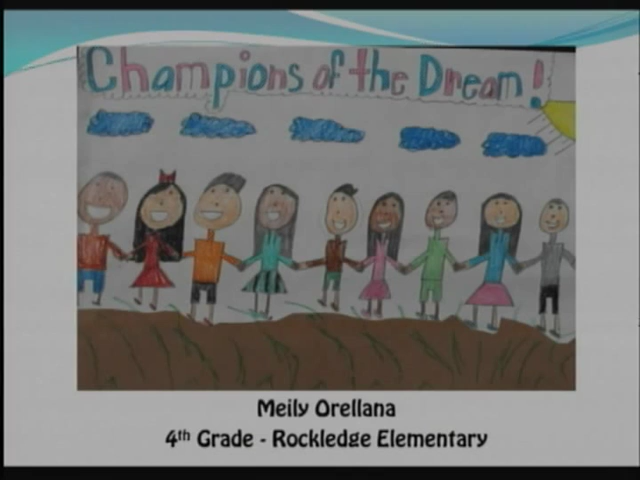 Champions of the Dream!
Meily Orellana
4th Grade - Rockledge Elementary